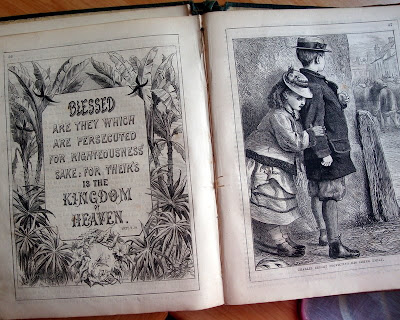 BLESSED
ARE THEY WHICH
ARE PERSECUTED
FOR RIGHTEOUSNESS'
SAKE: FOR THEIR'S
IS THE
KINGDOM
OF
HEAVEN.